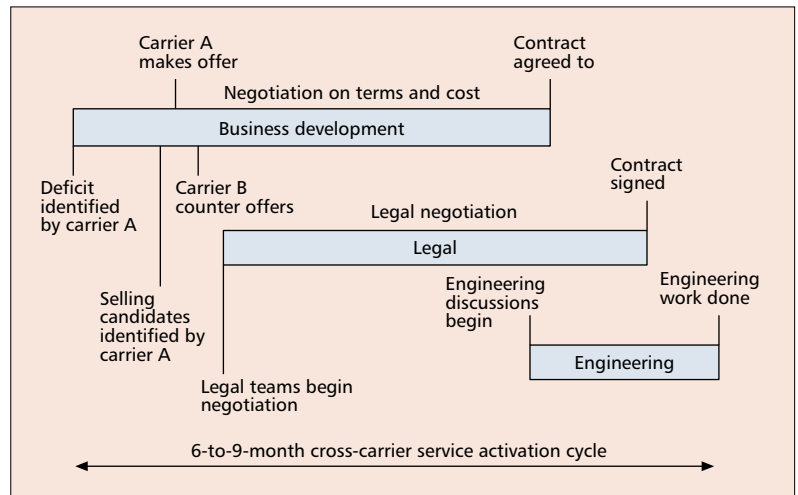 Carrier A
makes offer
Contract
agreed to
Negotiation on terms and cost
Business development
Deficit
identified
by carrier A
Carrier B
counter offers
Contract
signed
Legal negotiation
Legal
Selling
candidates
identified by
carrier A
Engineering
discussions
begin
Engineering
work done
Engineering
Legal teams begin
negotiation
6-to-9-month cross-carrier service activation cycle